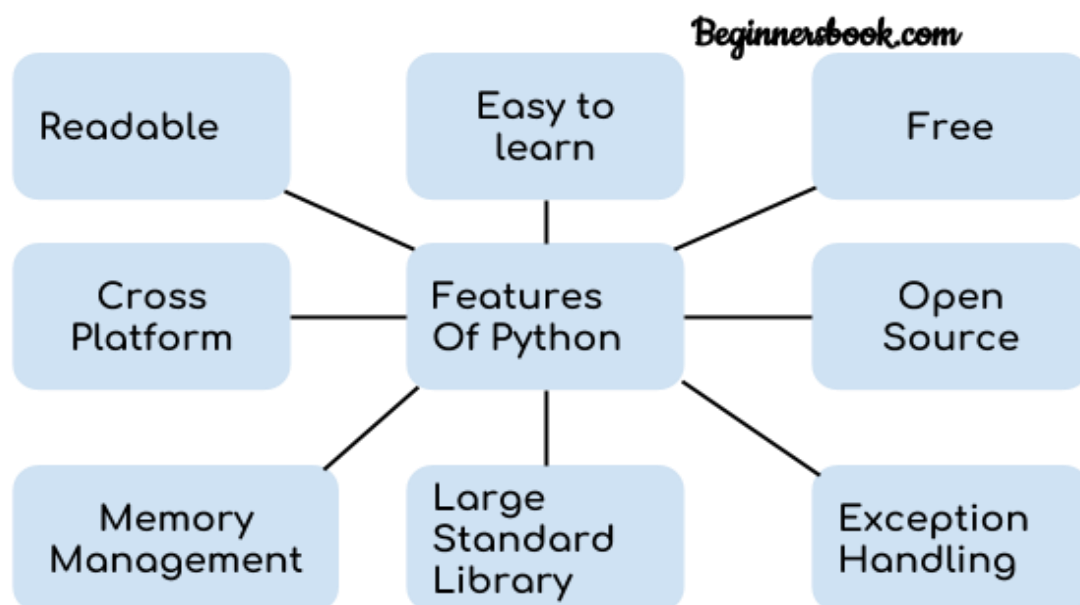 Beginnersbook.com
Readable
Easy to
learn
Free
Cross
Platform
Features
Of Python
Open
Source
Memory
Management
Large
Standard
Library
Exception
Handling